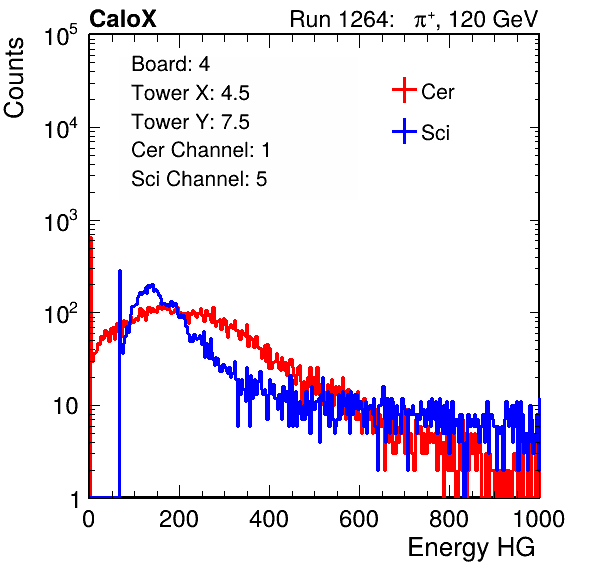 CaloX Run 1264: π⁺, 120 GeV
Counts
Board: 4
Tower X: 4.5
Tower Y: 7.5
Cer Channel: 1
Sci Channel: 5
Cer
Sci
10⁵
10⁴
10³
10²
10
1
0 200 400 600 800 1000
Energy HG